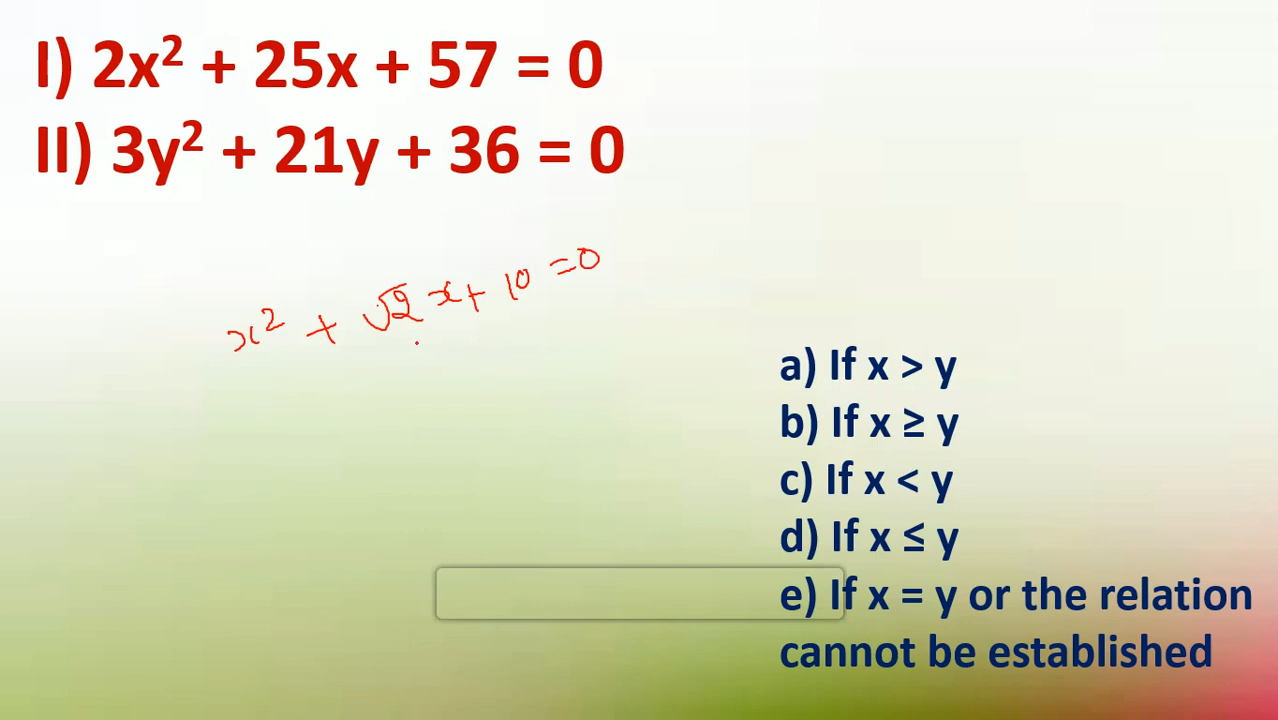 I) 2x² + 25x + 57 = 0
II) 3y² + 21y + 36 = 0
x² + √2 x + 10 = 0
a) If x > y
b) If x ≥ y
c) If x < y
d) If x ≤ y
e) If x = y or the relation
cannot be established